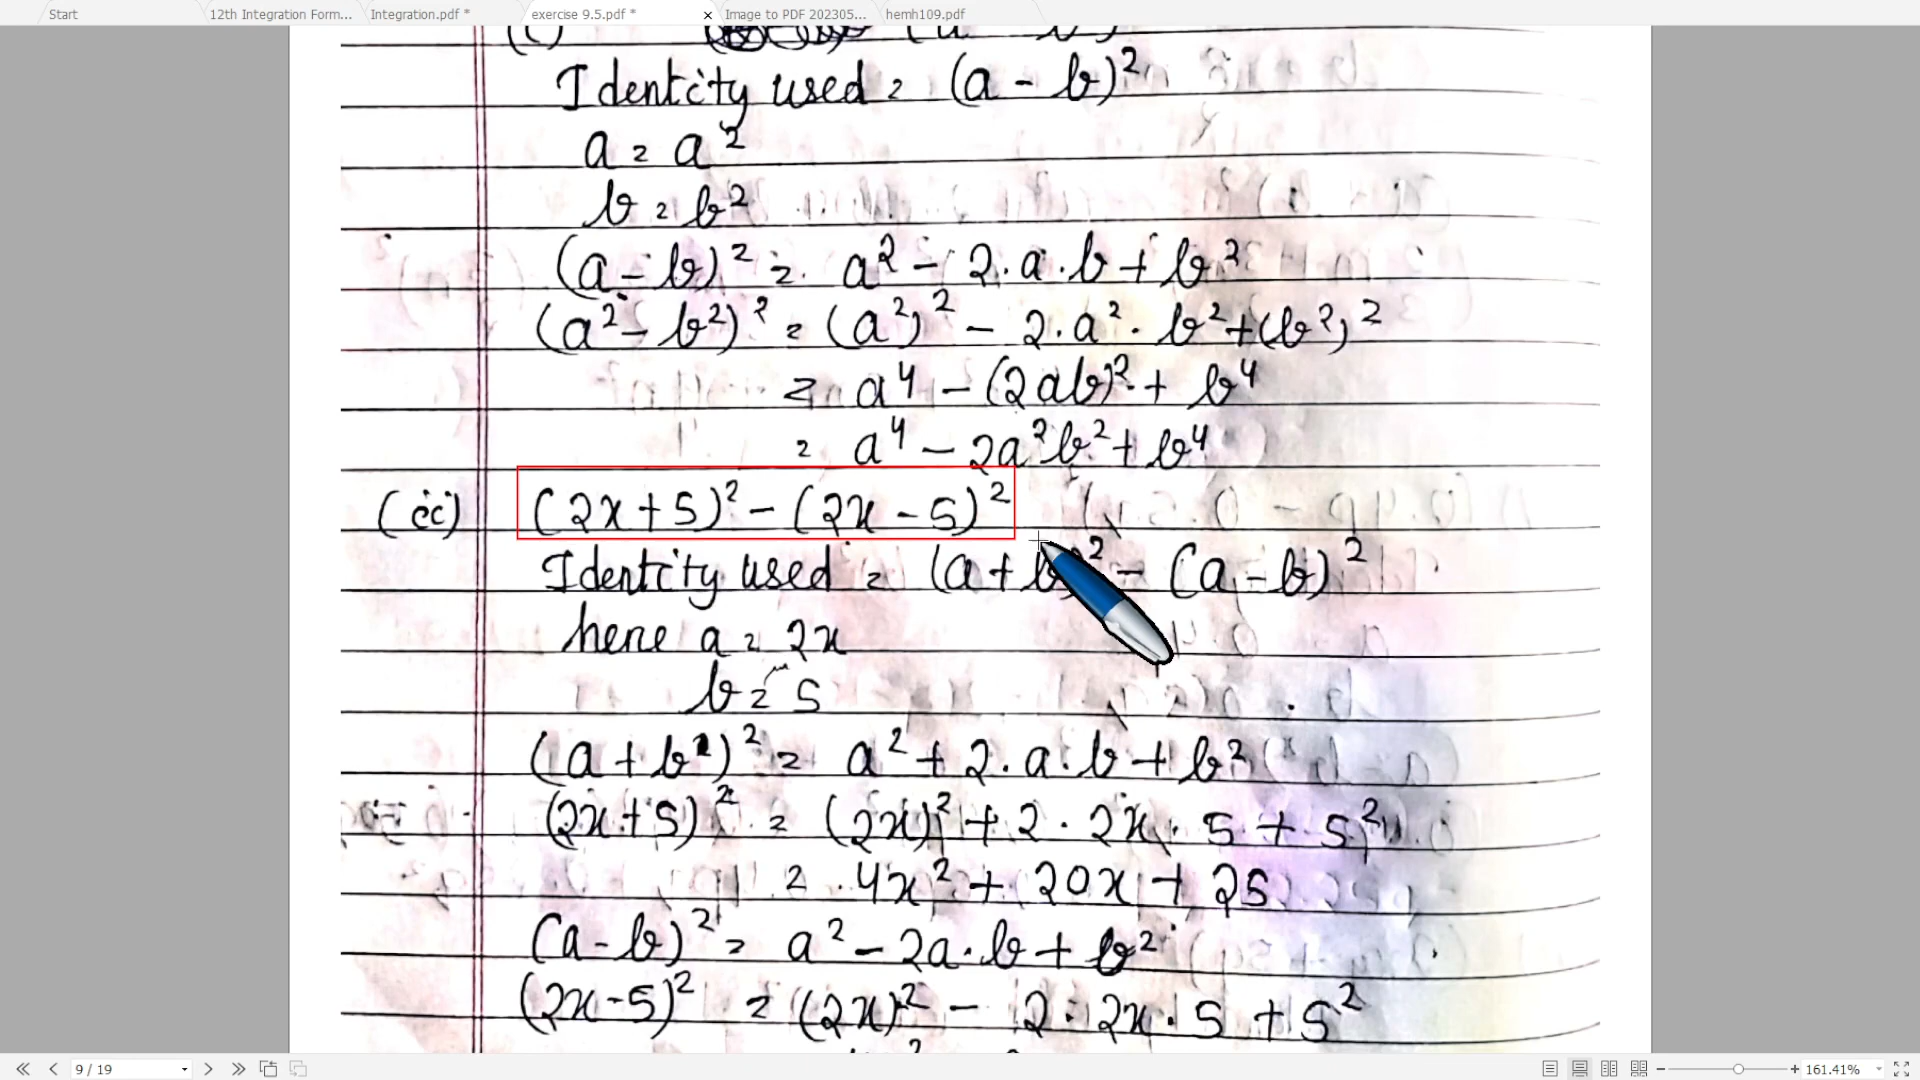 Start 12th Integration Form... Integration.pdf * exercise 9.5.pdf * × Image to PDF 202305... hemh109.pdf
Identity used = (a - b)²
a = a²
b = b²
(a - b)² = a² - 2·a·b + b²
(a² - b²)² = (a²)² - 2·a²·b² + (b²)²
= a⁴ - (2ab)² + b⁴
= a⁴ - 2a²b² + b⁴
(ii) (2x + 5)² - (2x - 5)²
Identity used = (a + b)² - (a - b)²
here a = 2x
b = 5
(a + b)² = a² + 2·a·b + b²
(2x + 5)² = (2x)² + 2·2x·5 + 5²
= 4x² + 20x + 25
(a - b)² = a² - 2a·b + b²
(2x - 5)² = (2x)² - 2·2x·5 + 5²
9 / 19 161.41%